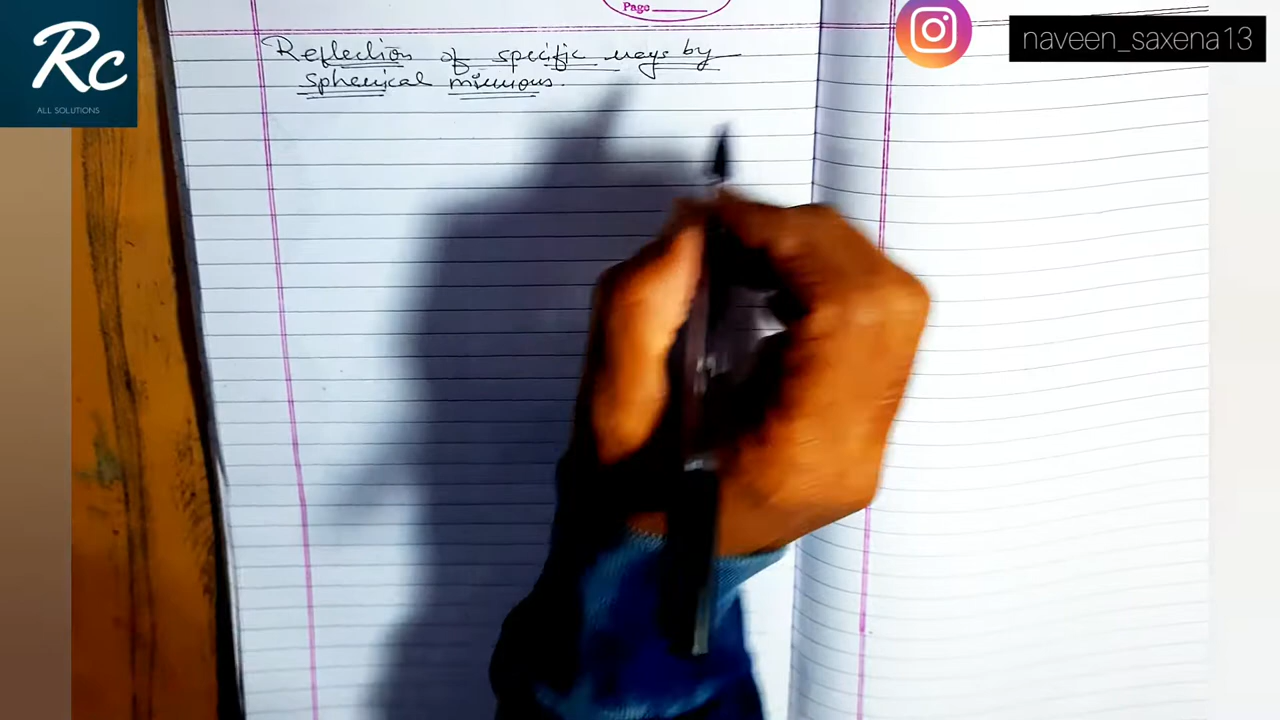 Page
Rc
ALL SOLUTIONS
naveen_saxena13
Reflection of specific rays by
spherical mirrors.